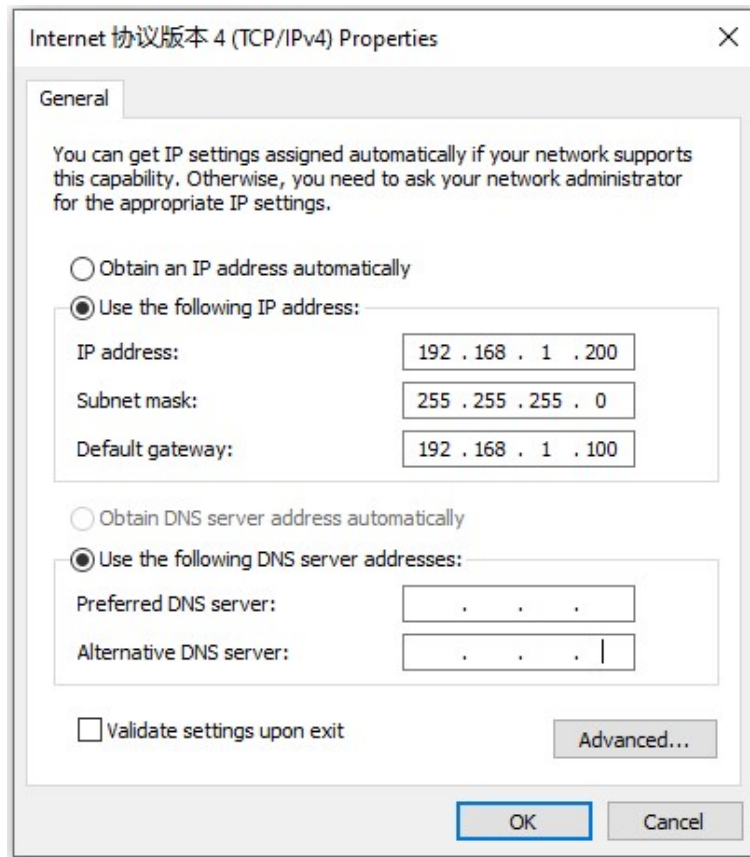 Internet 协议版本 4 (TCP/IPv4) Properties
General
You can get IP settings assigned automatically if your network supports
this capability. Otherwise, you need to ask your network administrator
for the appropriate IP settings.
Obtain an IP address automatically
Use the following IP address:
IP address: 192 . 168 . 1 . 200
Subnet mask: 255 . 255 . 255 . 0
Default gateway: 192 . 168 . 1 . 100
Obtain DNS server address automatically
Use the following DNS server addresses:
Preferred DNS server: . . .
Alternative DNS server: . . .
Validate settings upon exit
Advanced...
OK Cancel